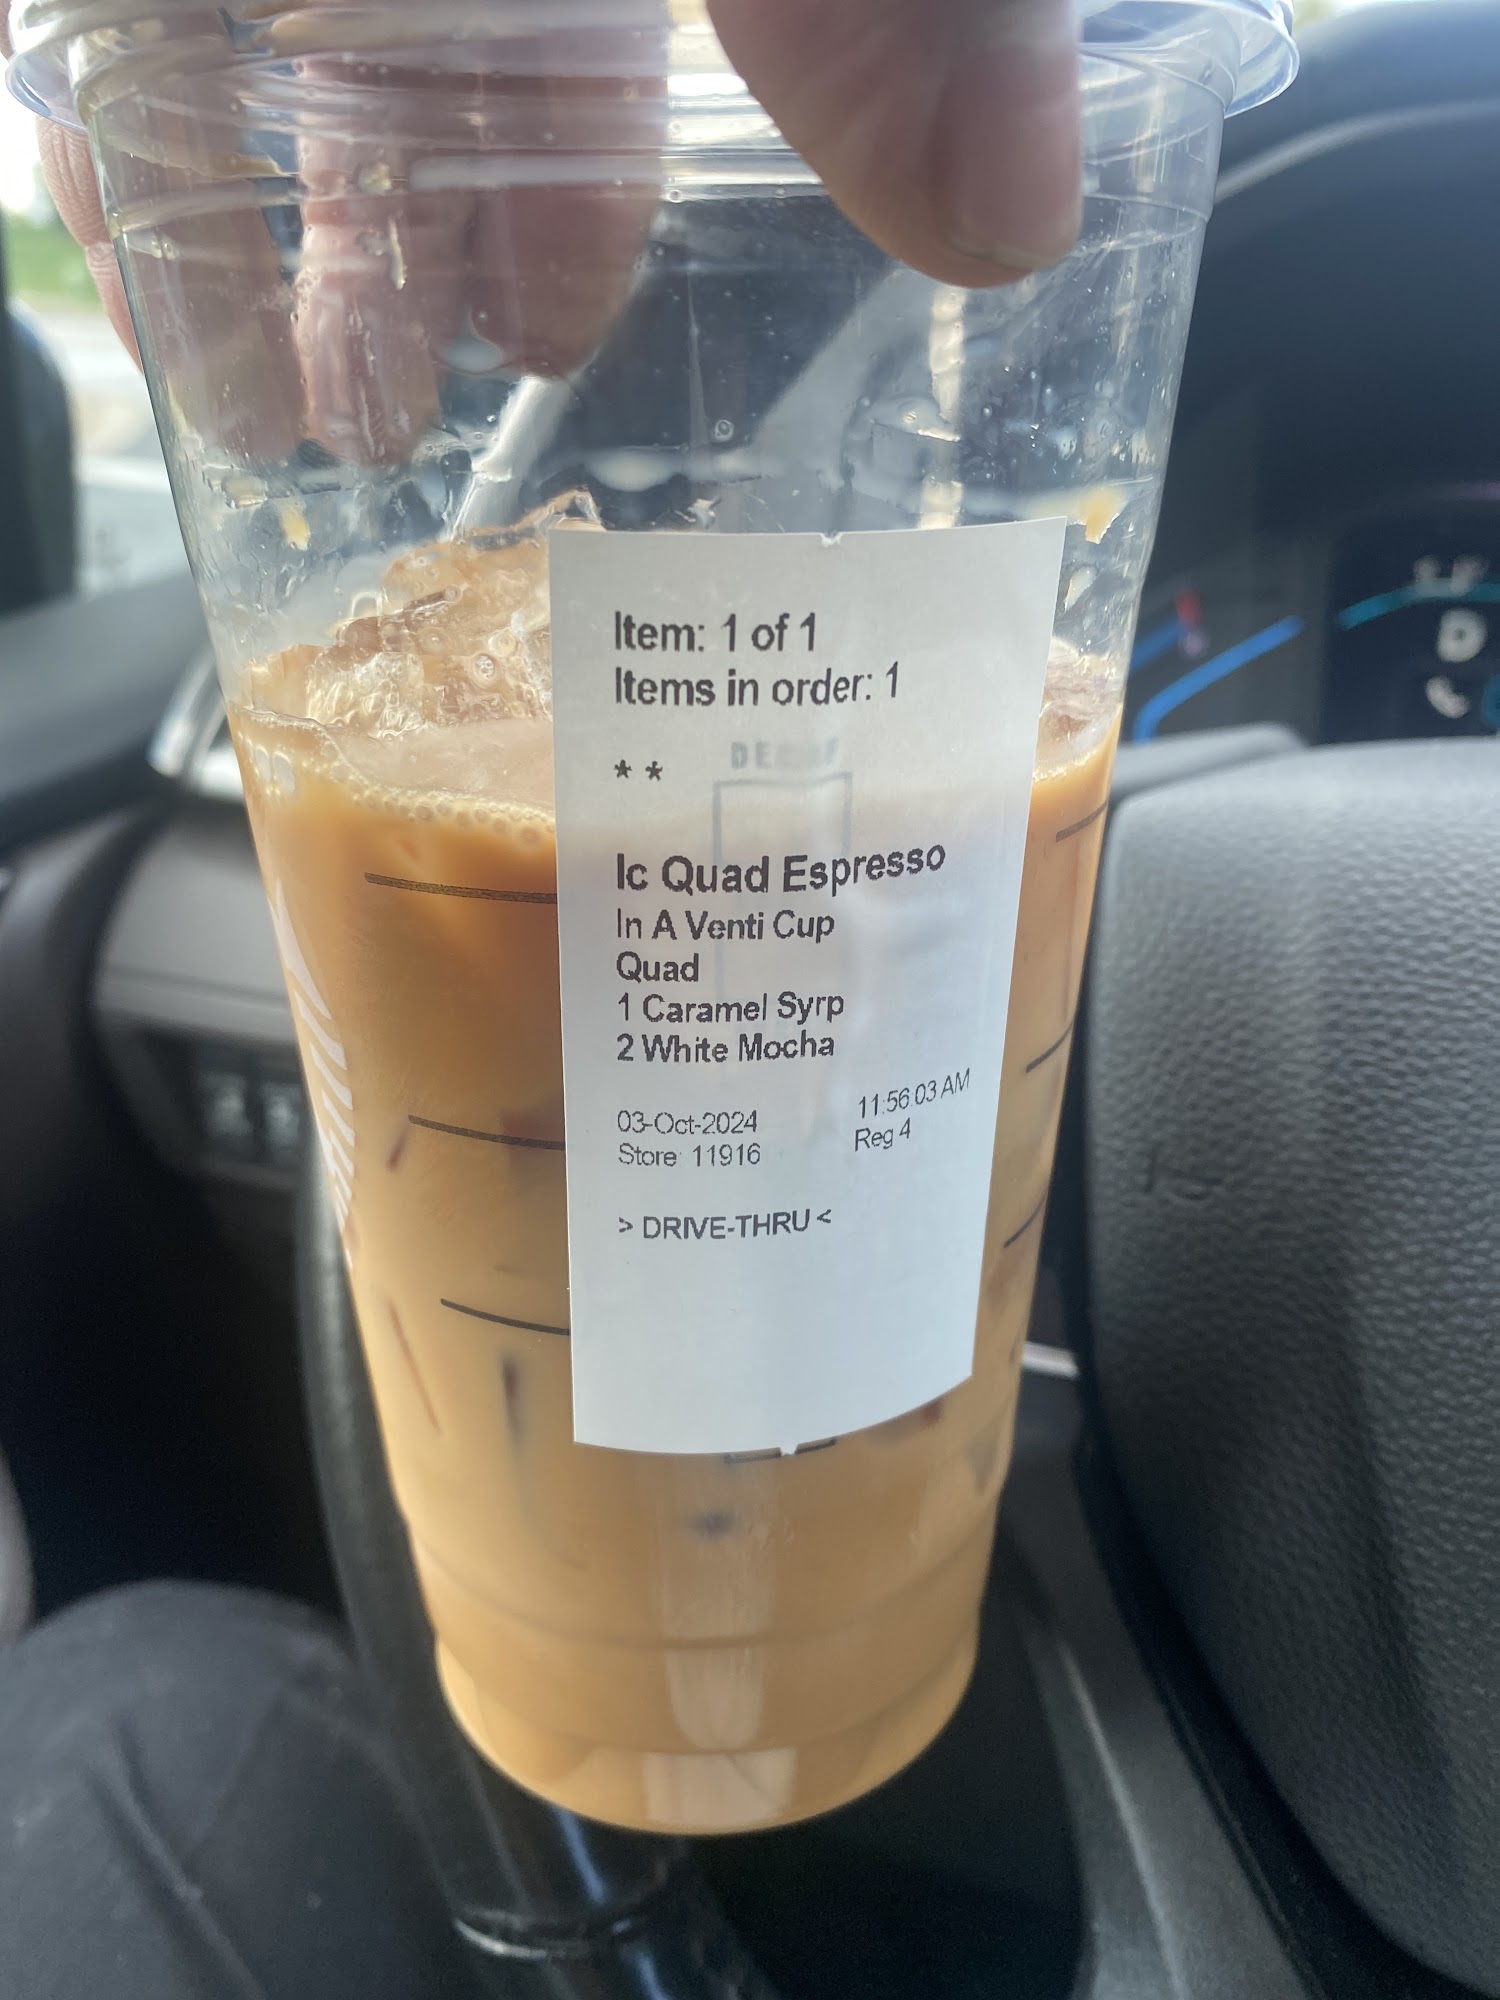 Item: 1 of 1
Items in order: 1
* *
DECAF
Ic Quad Espresso
In A Venti Cup
Quad
1 Caramel Syrp
2 White Mocha
03-Oct-2024 11:56:03 AM
Store: 11916 Reg 4
> DRIVE-THRU <
D